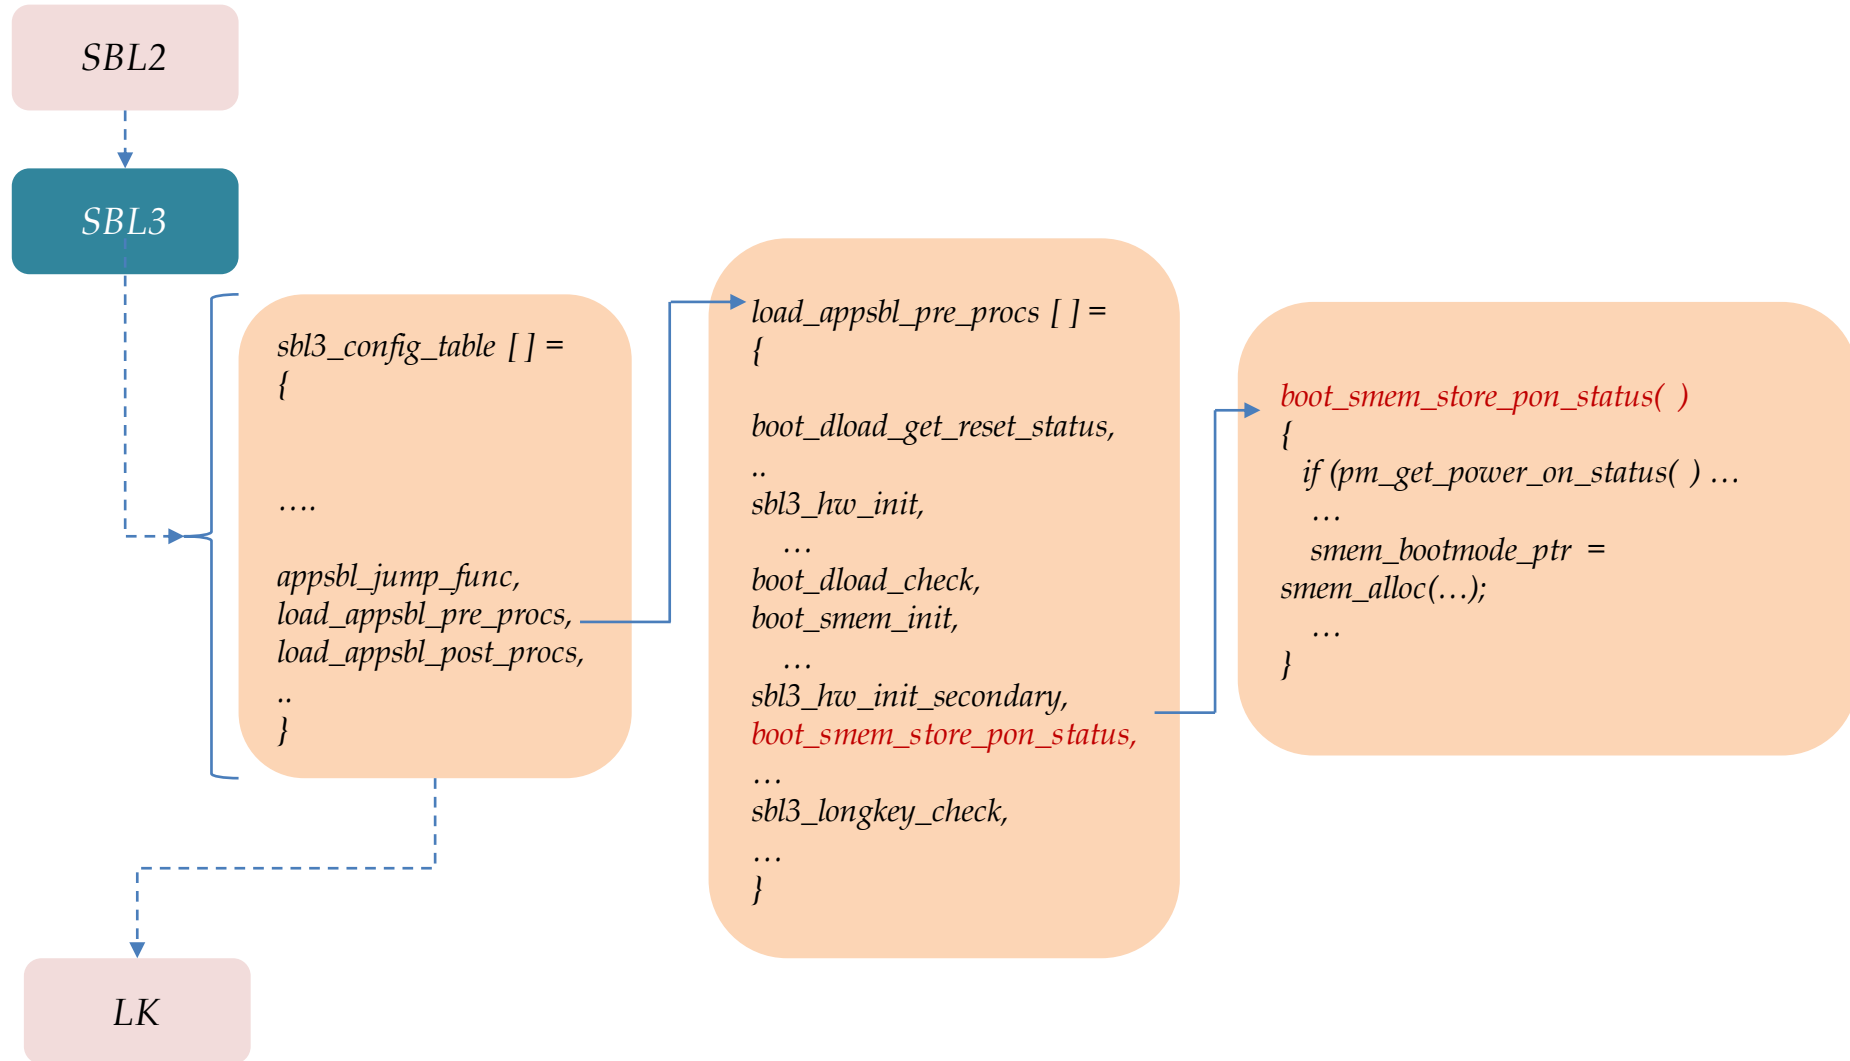 SBL2
SBL3
sbl3_config_table [ ] =
{
….
appsbl_jump_func,
load_appsbl_pre_procs,
load_appsbl_post_procs,
..
}
load_appsbl_pre_procs [ ] =
{
boot_dload_get_reset_status,
..
sbl3_hw_init,
…
boot_dload_check,
boot_smem_init,
…
sbl3_hw_init_secondary,
boot_smem_store_pon_status,
…
sbl3_longkey_check,
…
}
boot_smem_store_pon_status( )
{
if (pm_get_power_on_status( ) …
…
smem_bootmode_ptr =
smem_alloc(…);
…
}
LK